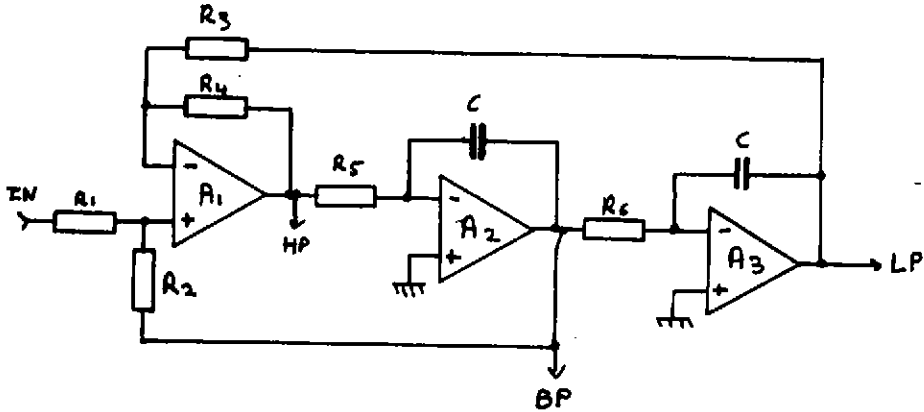 R3
R4
C
C
R5
IN
R1
-
+
A1
HP
-
+
A2
R6
-
+
A3
LP
R2
BP